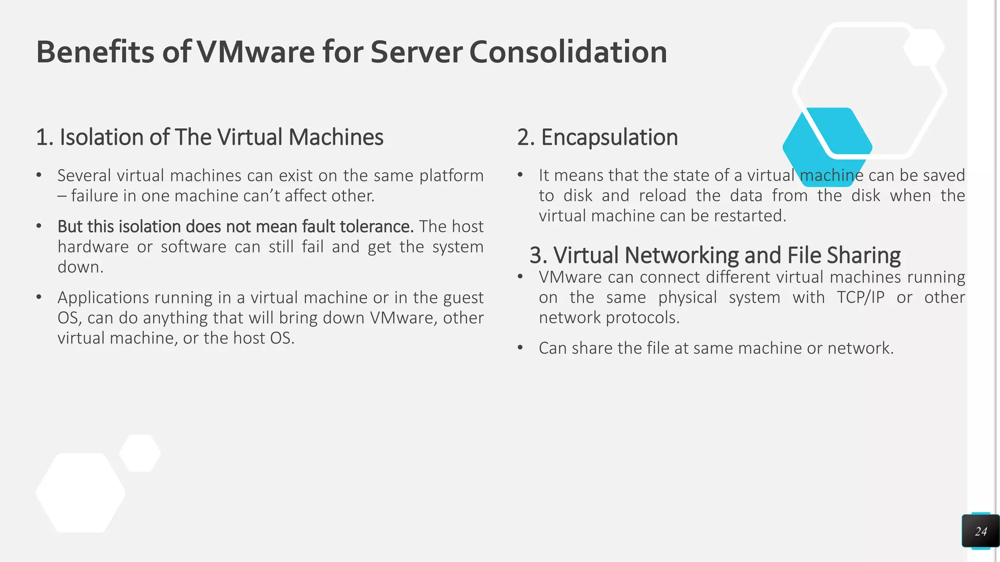 Benefits of VMware for Server Consolidation
1. Isolation of The Virtual Machines
• Several virtual machines can exist on the same platform
– failure in one machine can’t affect other.
• But this isolation does not mean fault tolerance. The host
hardware or software can still fail and get the system
down.
• Applications running in a virtual machine or in the guest
OS, can do anything that will bring down VMware, other
virtual machine, or the host OS.
2. Encapsulation
• It means that the state of a virtual machine can be saved
to disk and reload the data from the disk when the
virtual machine can be restarted.
3. Virtual Networking and File Sharing
• VMware can connect different virtual machines running
on the same physical system with TCP/IP or other
network protocols.
• Can share the file at same machine or network.
24